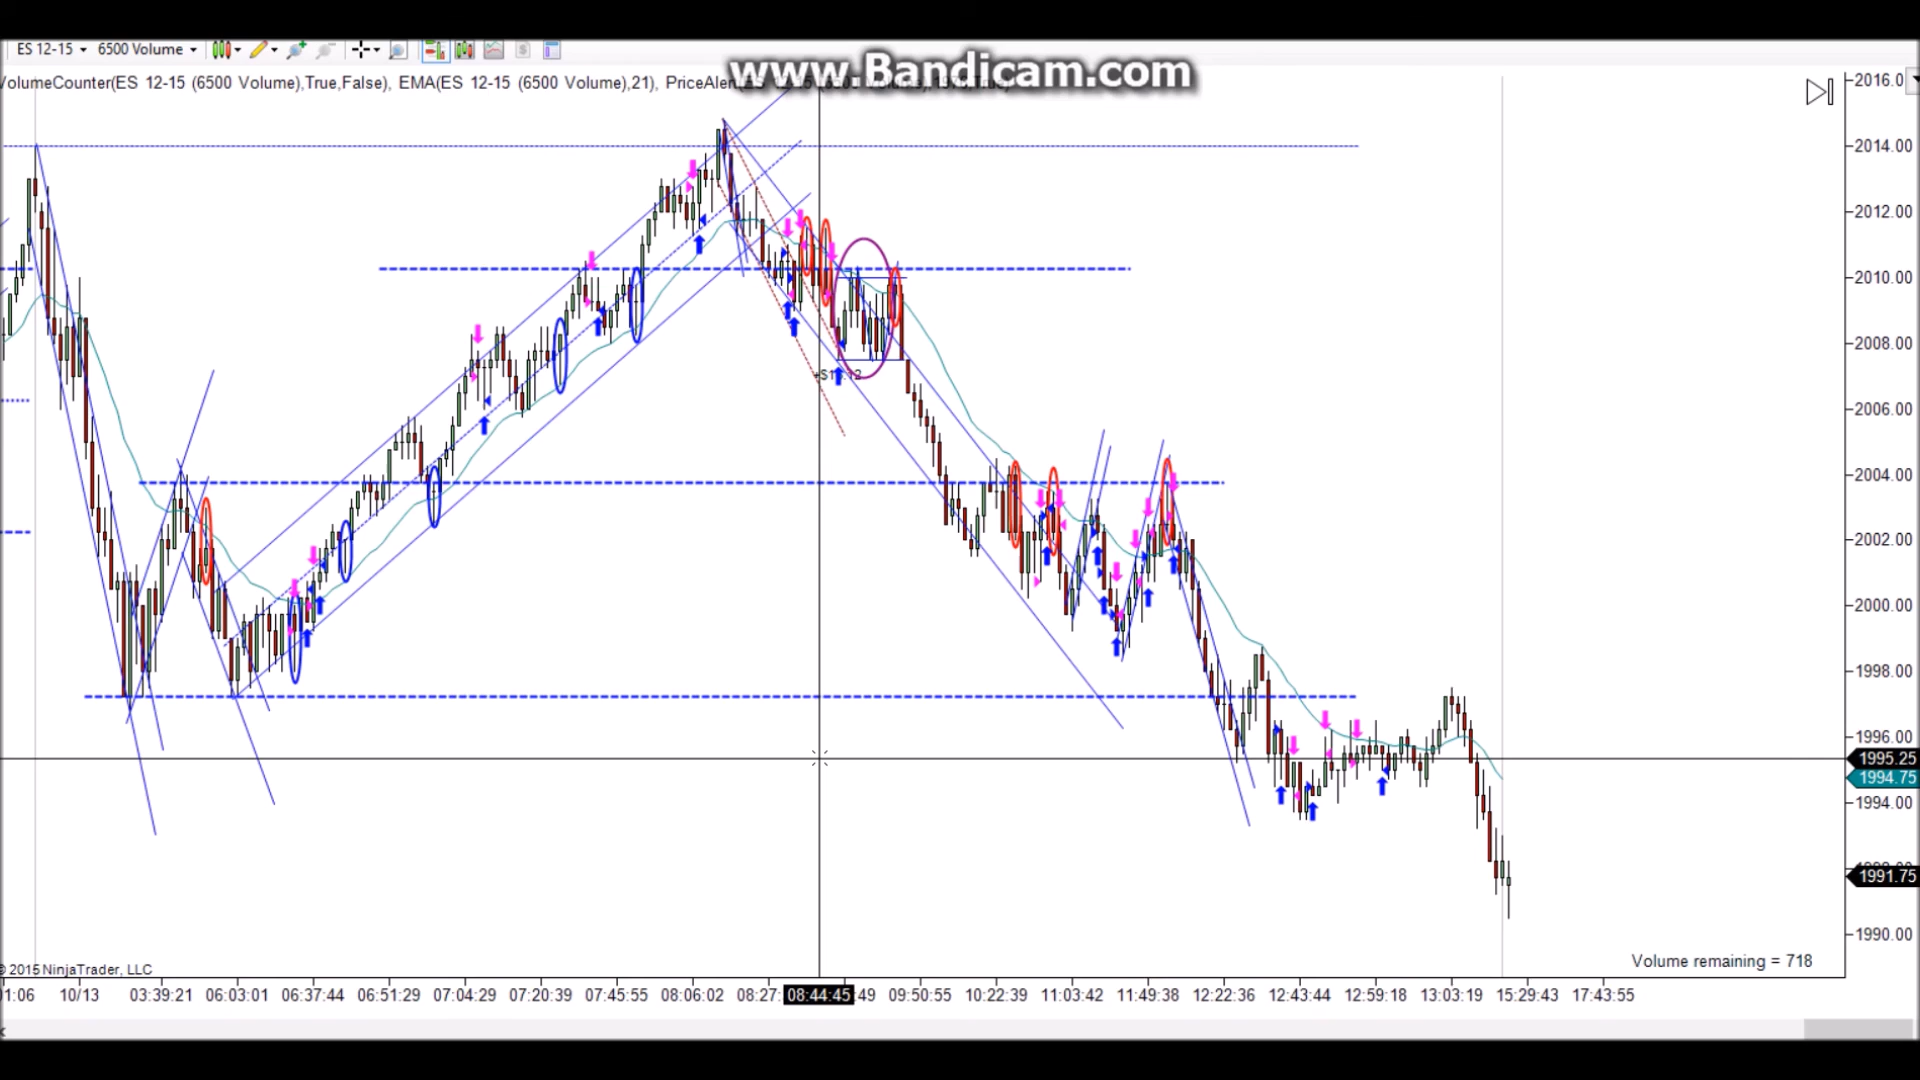 ES 12-15 6500 Volume
www.Bandicam.com
VolumeCounter(ES 12-15 (6500 Volume),True,False), EMA(ES 12-15 (6500 Volume),21),
2016.0
2014.00
2012.00
2010.00
2008.00
+$1
2006.00
2004.00
2002.00
2000.00
1998.00
1996.00
1995.25
1994.75
1994.00
1991.75
1990.00
Volume remaining = 718
© 2015 NinjaTrader, LLC
01:06 10/13 03:39:21 06:03:01 06:37:44 06:51:29 07:04:29 07:20:39 07:45:55 08:06:02 08:27: 08:44:45 :49 09:50:55 10:22:39 11:03:42 11:49:38 12:22:36 12:43:44 12:59:18 13:03:19 15:29:43 17:43:55